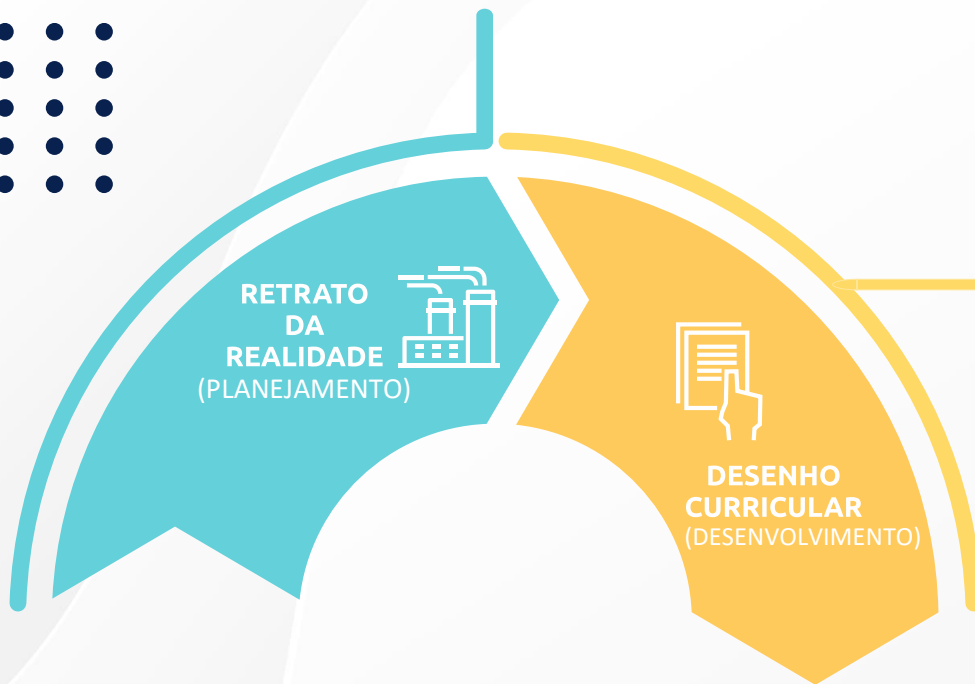 RETRATO
DA
REALIDADE
(PLANEJAMENTO)
DESENHO
CURRICULAR
(DESENVOLVIMENTO)